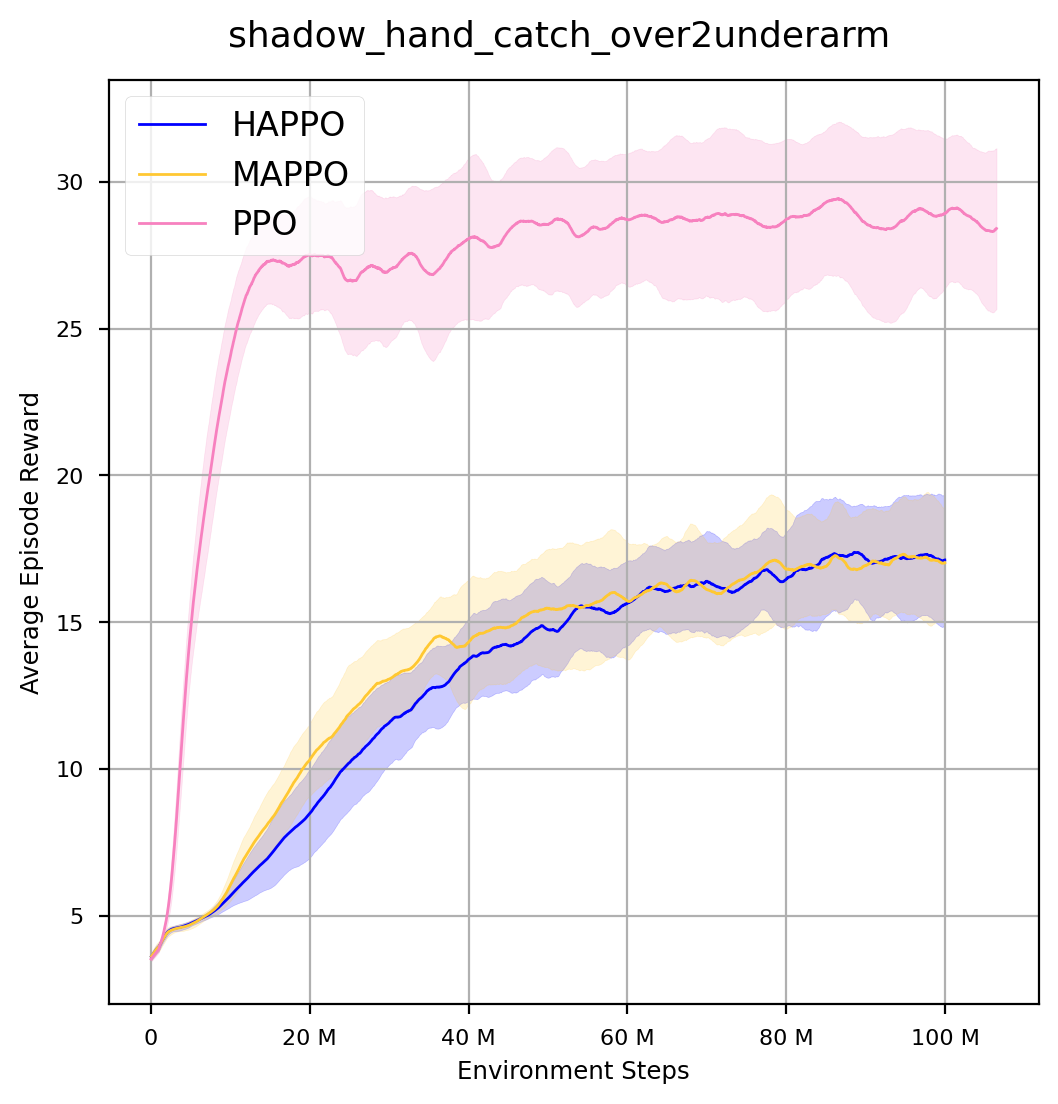 shadow_hand_catch_over2underarm
HAPPO
MAPPO
PPO
Average Episode Reward
30
25
20
15
10
5
0
20 M
40 M
60 M
80 M
100 M
Environment Steps